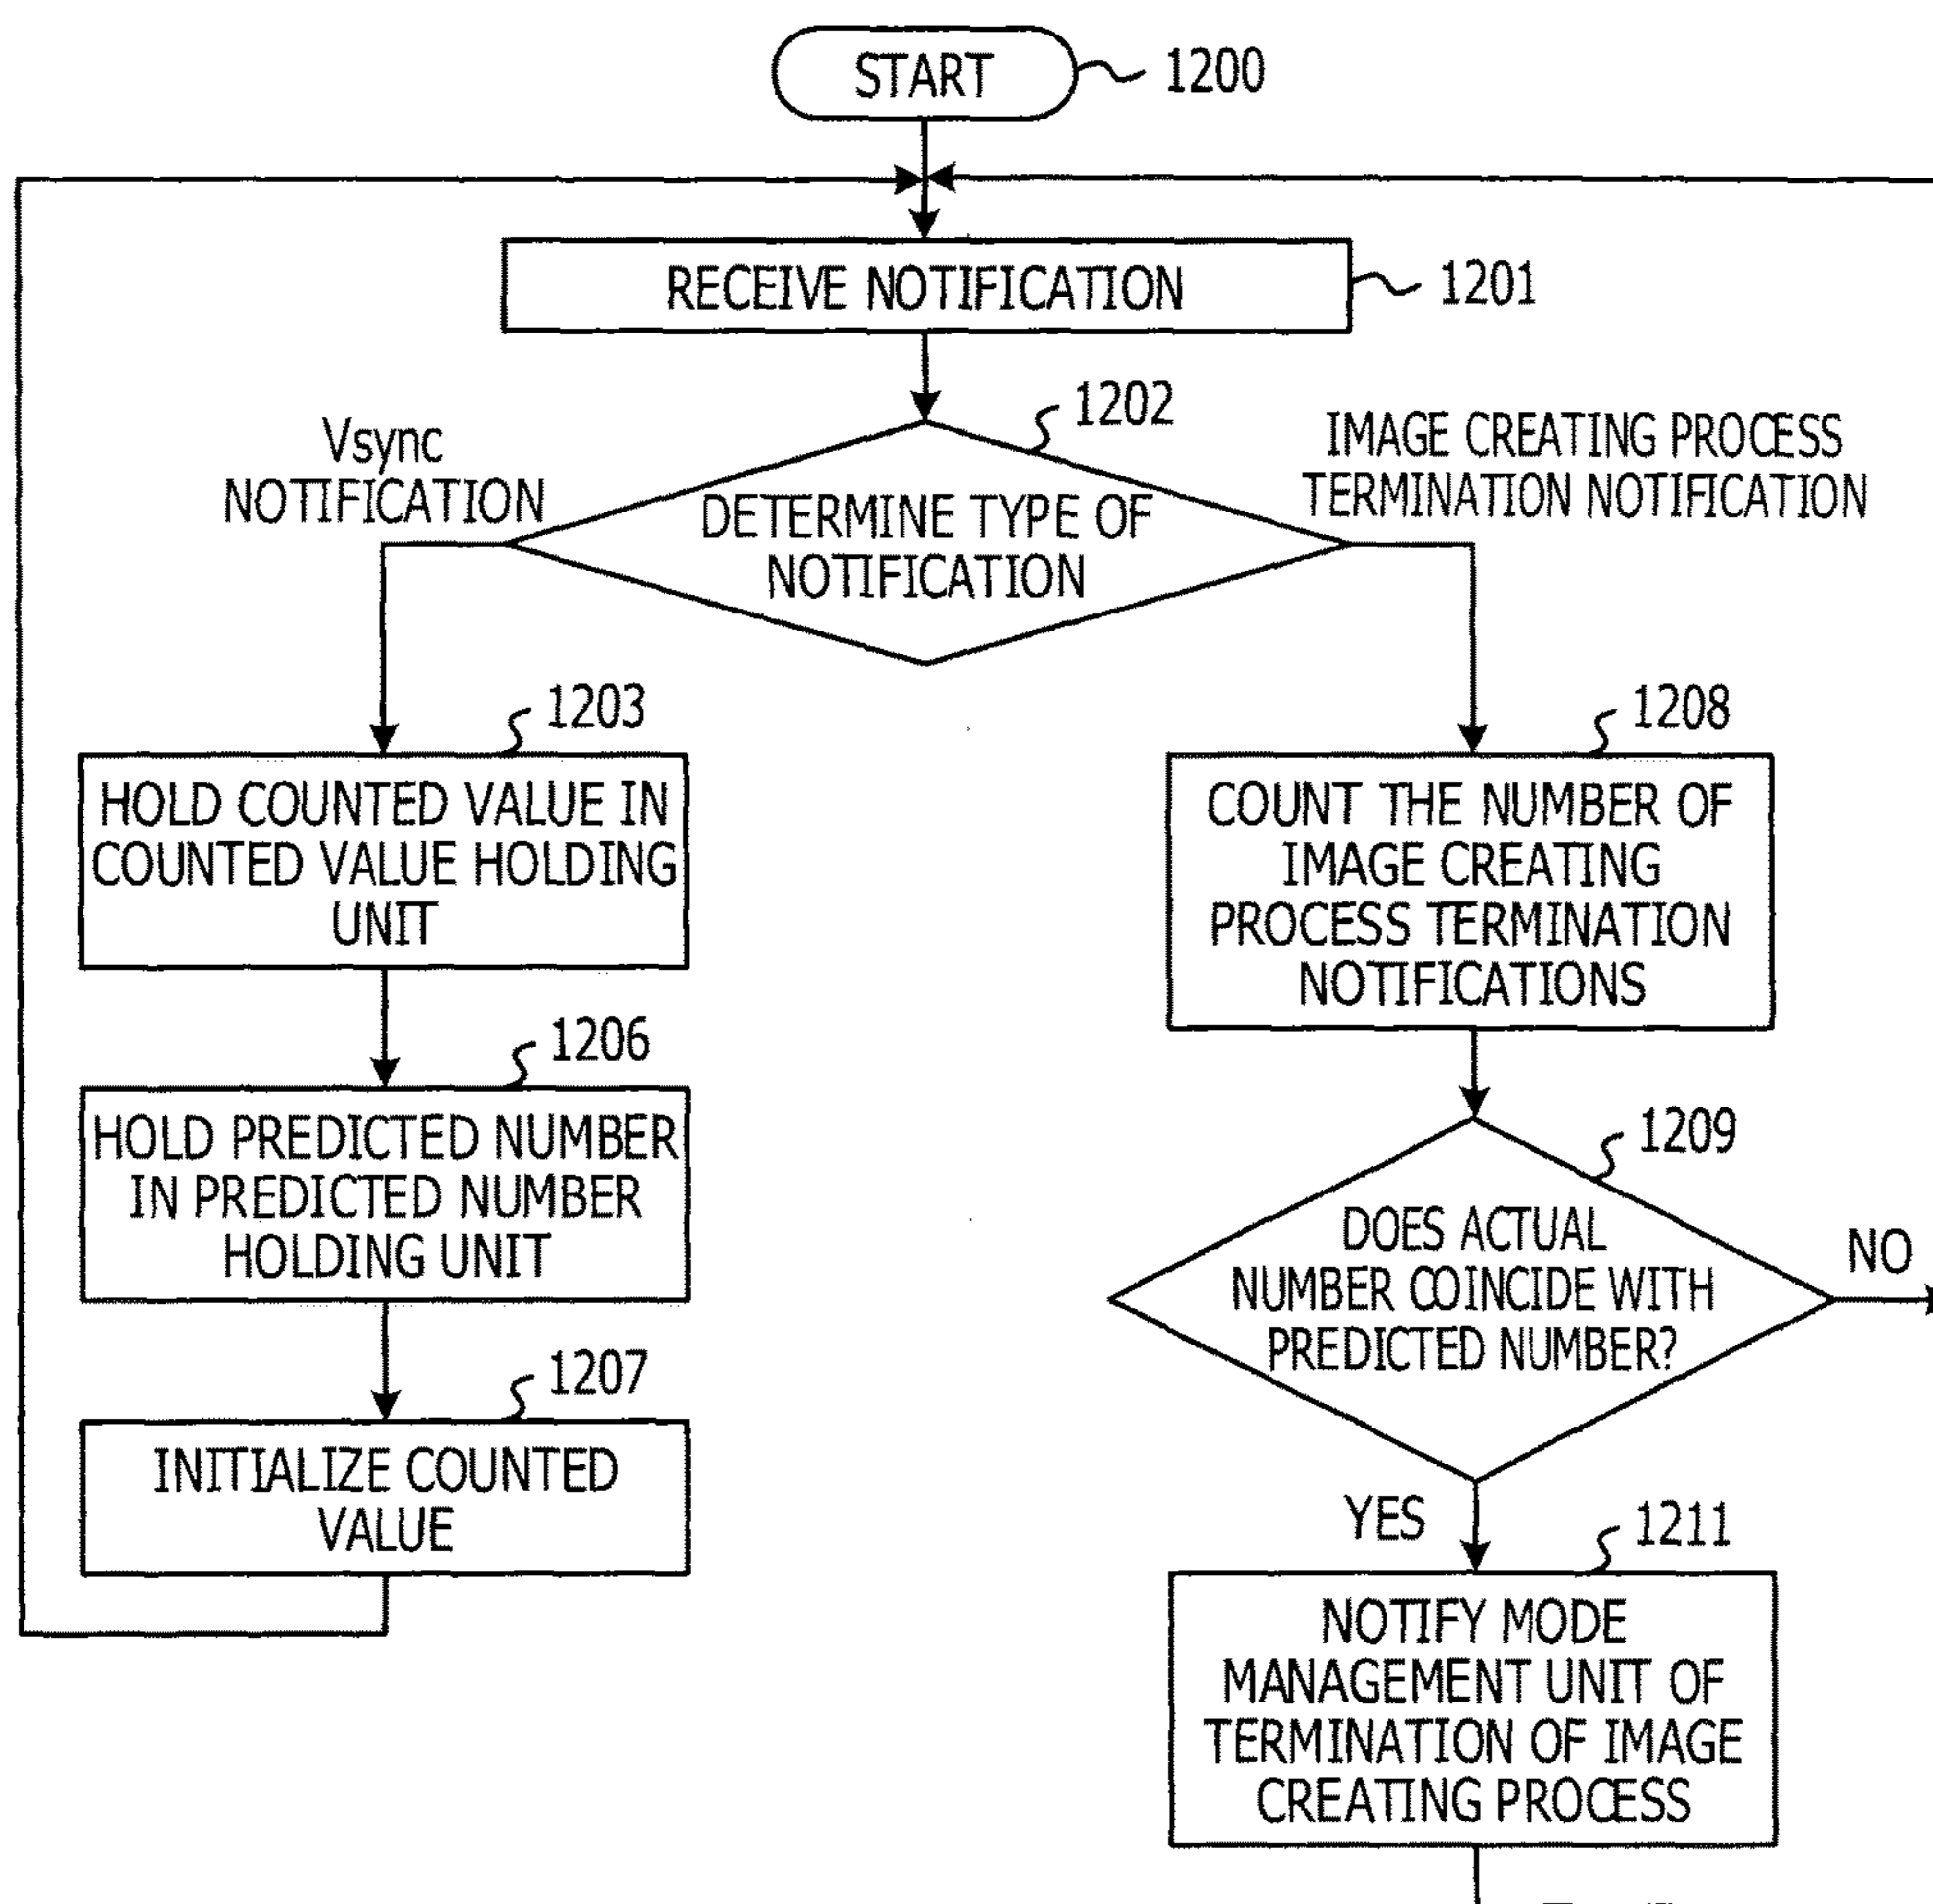 START
1200
RECEIVE NOTIFICATION
1201
1202
Vsync
NOTIFICATION
DETERMINE TYPE OF
NOTIFICATION
IMAGE CREATING PROCESS
TERMINATION NOTIFICATION
1203
HOLD COUNTED VALUE IN
COUNTED VALUE HOLDING
UNIT
1206
HOLD PREDICTED NUMBER
IN PREDICTED NUMBER
HOLDING UNIT
1207
INITIALIZE COUNTED
VALUE
1208
COUNT THE NUMBER OF
IMAGE CREATING
PROCESS TERMINATION
NOTIFICATIONS
1209
DOES ACTUAL
NUMBER COINCIDE WITH
PREDICTED NUMBER?
NO
YES
1211
NOTIFY MODE
MANAGEMENT UNIT OF
TERMINATION OF IMAGE
CREATING PROCESS